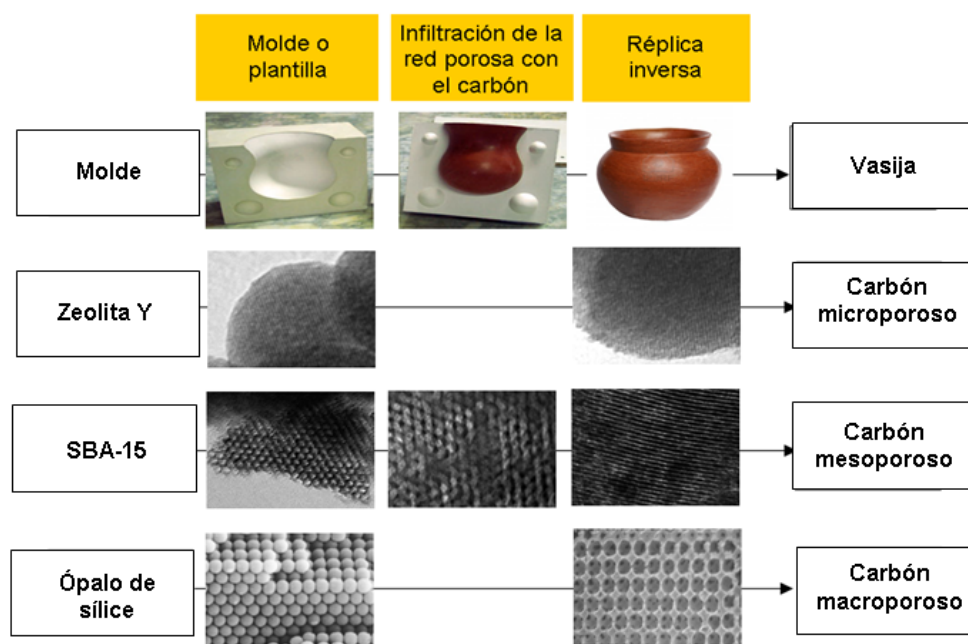 Molde o
plantilla
Infiltración de la
red porosa con
el carbón
Réplica
inversa
Molde
Vasija
Zeolita Y
Carbón
microporoso
SBA-15
Carbón
mesoporoso
Ópalo de
sílice
Carbón
macroporoso